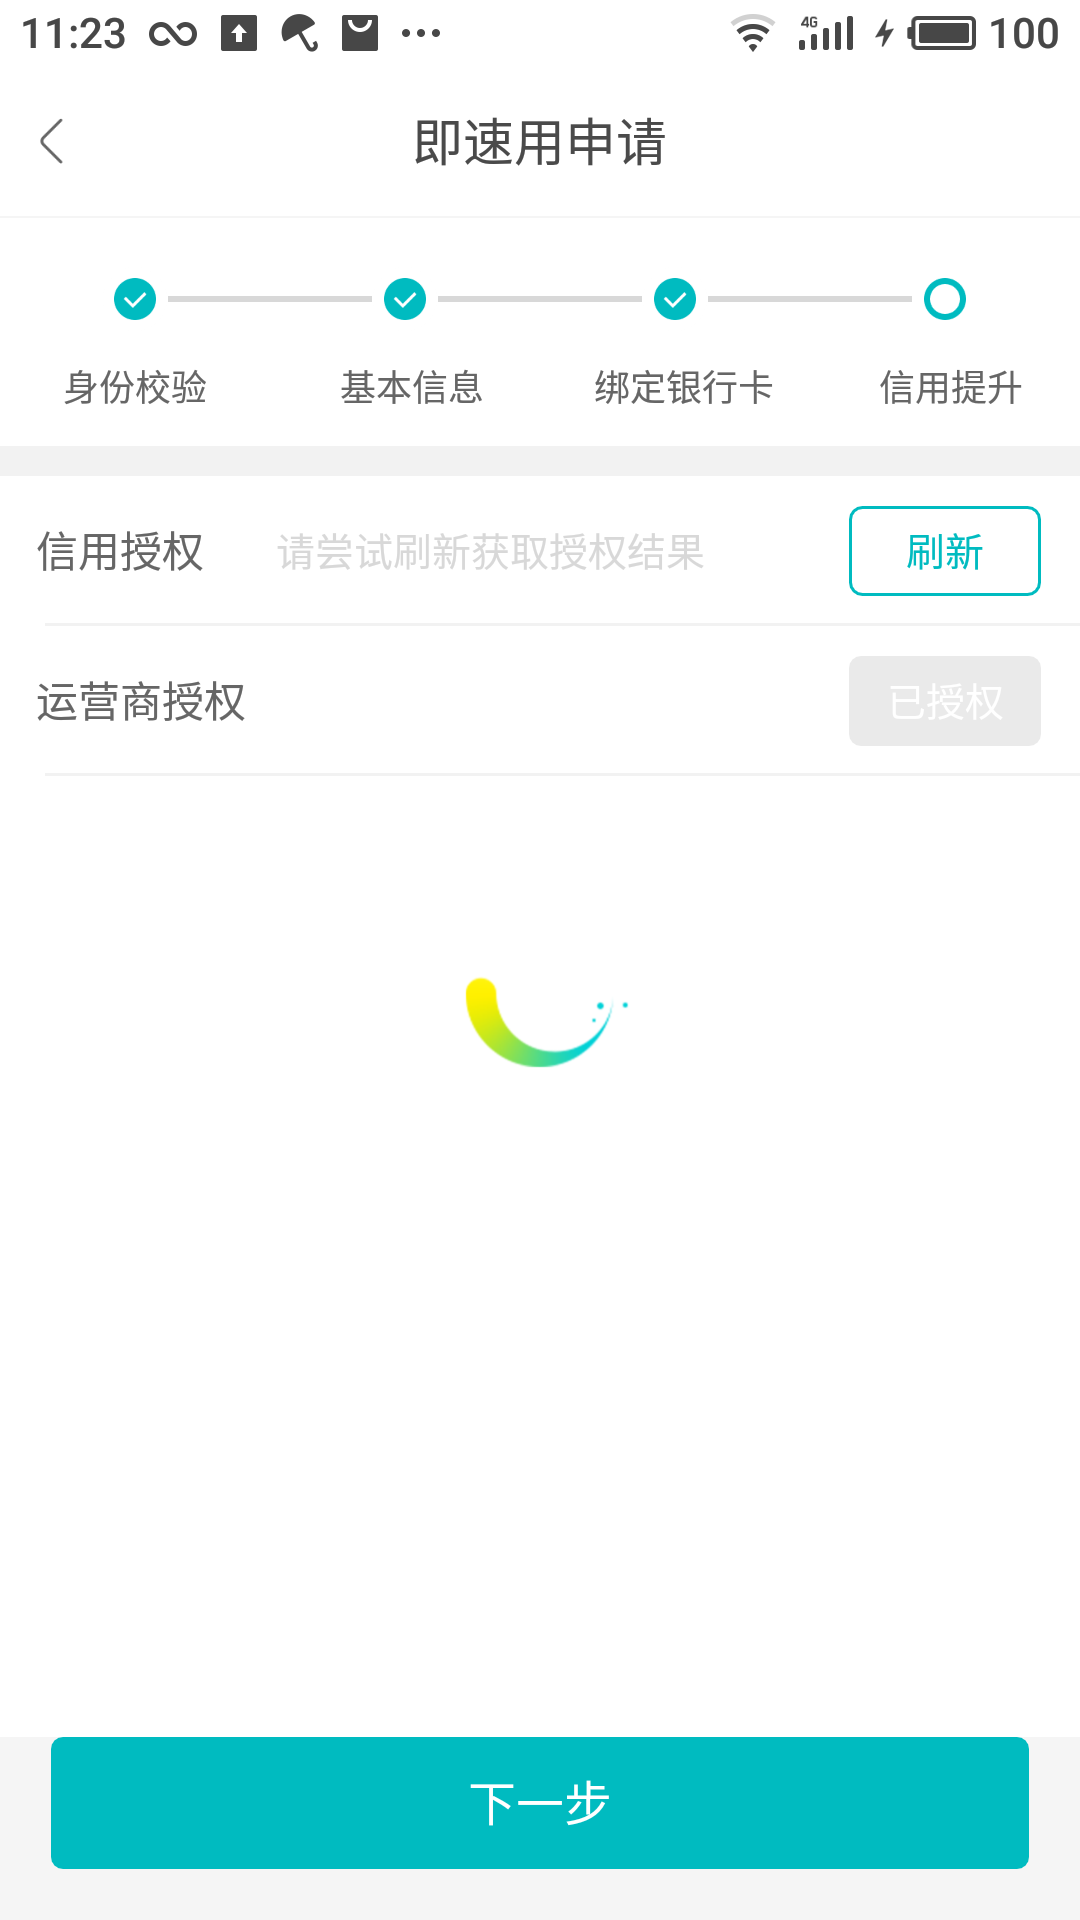 11:23 4G 100
即速用申请
身份校验 基本信息 绑定银行卡 信用提升
信用授权 请尝试刷新获取授权结果 刷新
运营商授权 已授权
下一步